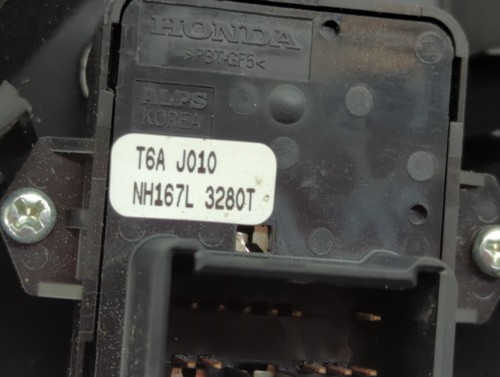 HONDA
>PBT-GF5<
ALPS
KOREA
T6A J010
NH167L 3280T